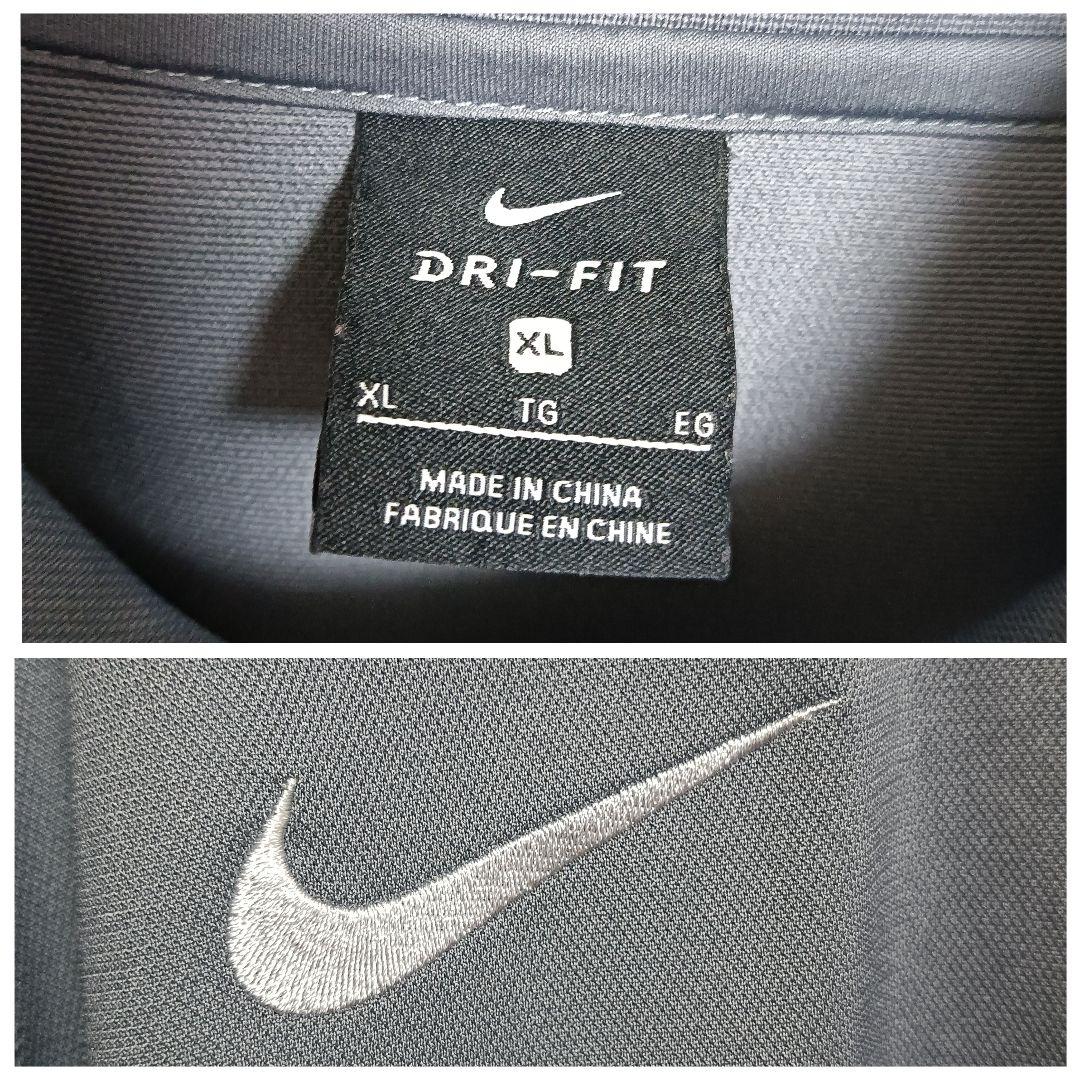 DRI-FIT
XL
XL TG EG
MADE IN CHINA
FABRIQUE EN CHINE